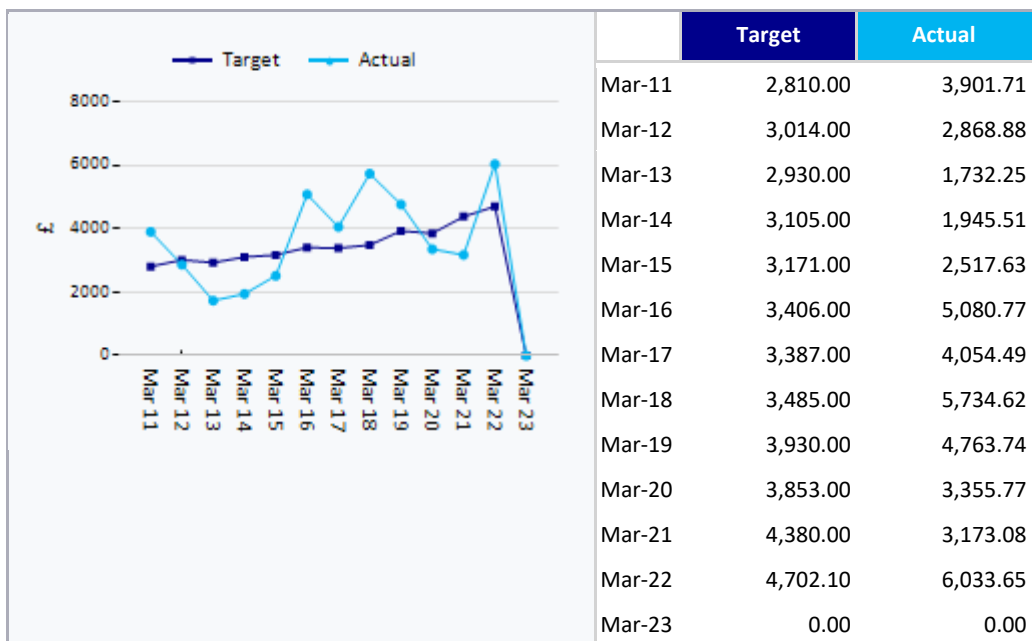 Target Actual
8000
6000
4000
2000
0
£
Mar 11
Mar 12
Mar 13
Mar 14
Mar 15
Mar 16
Mar 17
Mar 18
Mar 19
Mar 20
Mar 21
Mar 22
Mar 23
Target Actual
Mar-11 2,810.00 3,901.71
Mar-12 3,014.00 2,868.88
Mar-13 2,930.00 1,732.25
Mar-14 3,105.00 1,945.51
Mar-15 3,171.00 2,517.63
Mar-16 3,406.00 5,080.77
Mar-17 3,387.00 4,054.49
Mar-18 3,485.00 5,734.62
Mar-19 3,930.00 4,763.74
Mar-20 3,853.00 3,355.77
Mar-21 4,380.00 3,173.08
Mar-22 4,702.10 6,033.65
Mar-23 0.00 0.00